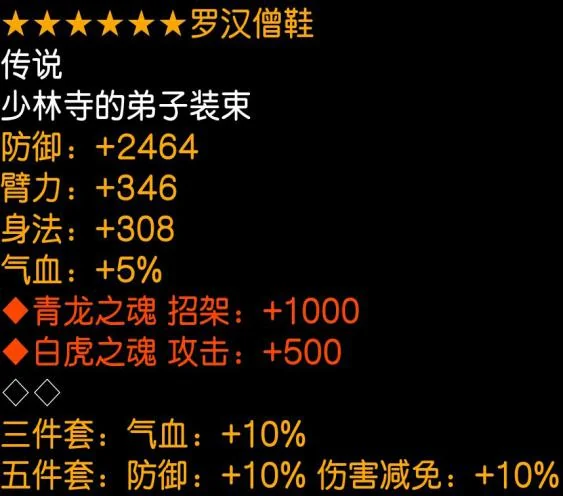 ★★★★★★罗汉僧鞋
传说
少林寺的弟子装束
防御：+2464
臂力：+346
身法：+308
气血：+5%
◆青龙之魂 招架：+1000
◆白虎之魂 攻击：+500
◇◇
三件套：气血：+10%
五件套：防御：+10% 伤害减免：+10%